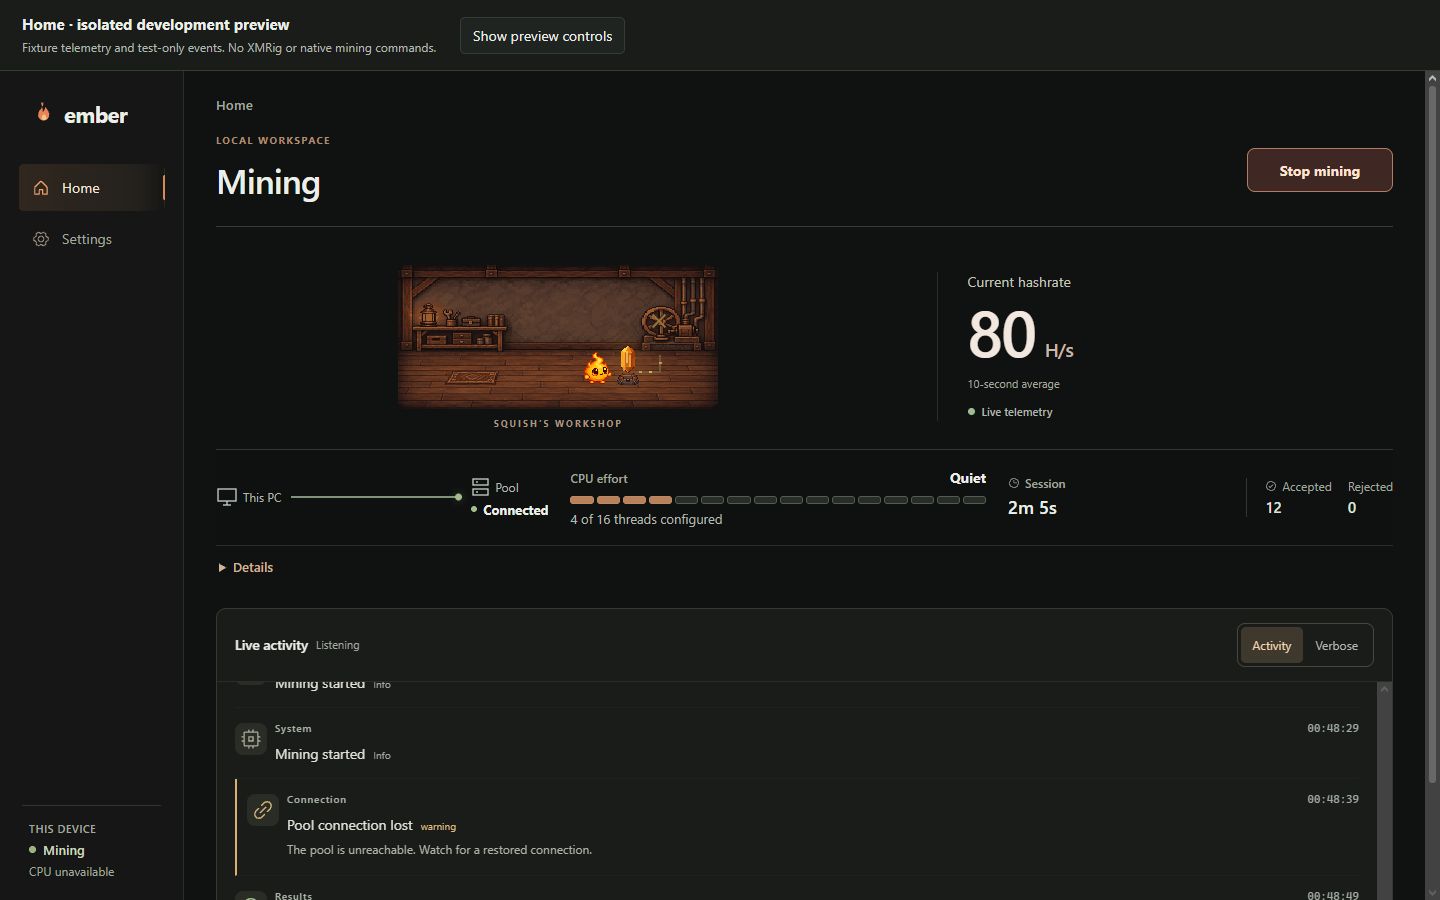 Home · isolated development preview
Fixture telemetry and test-only events. No XMRig or native mining commands.
Show preview controls
ember
Home
Settings
THIS DEVICE
Mining
CPU unavailable
Home
LOCAL WORKSPACE
Mining
Stop mining
SQUISH'S WORKSHOP
Current hashrate
80 H/s
10-second average
Live telemetry
This PC
Pool
Connected
CPU effort
Quiet
4 of 16 threads configured
Session
2m 5s
Accepted
12
Rejected
0
Details
Live activity Listening
Activity
Verbose
Mining started Info
System
00:48:29
Mining started Info
Connection
00:48:39
Pool connection lost warning
The pool is unreachable. Watch for a restored connection.
Results
00:48:49